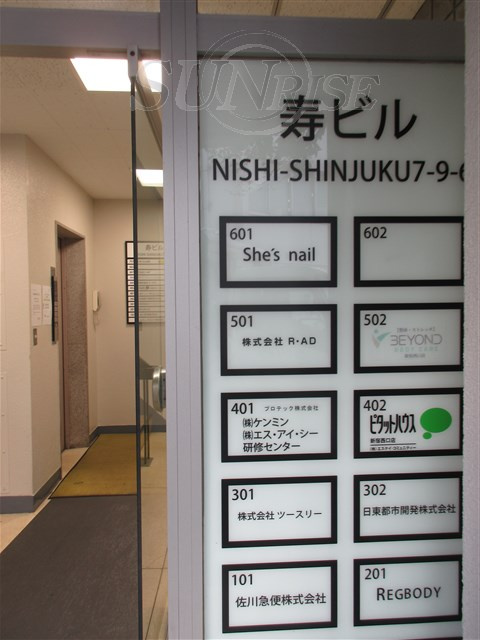 SUNRISE
寿ビル
NISHI-SHINJUKU7-9-6
601
She's nail
602
501
株式会社 R・AD
502
BEYOND
401 プロテック株式会社
㈱ケンミン
㈱エス・アイ・シー
研修センター
402
ピタットハウス
新宿西口店
301
株式会社 ツースリー
302
日東都市開発株式会社
101
佐川急便株式会社
201
REGBODY
寿ビル